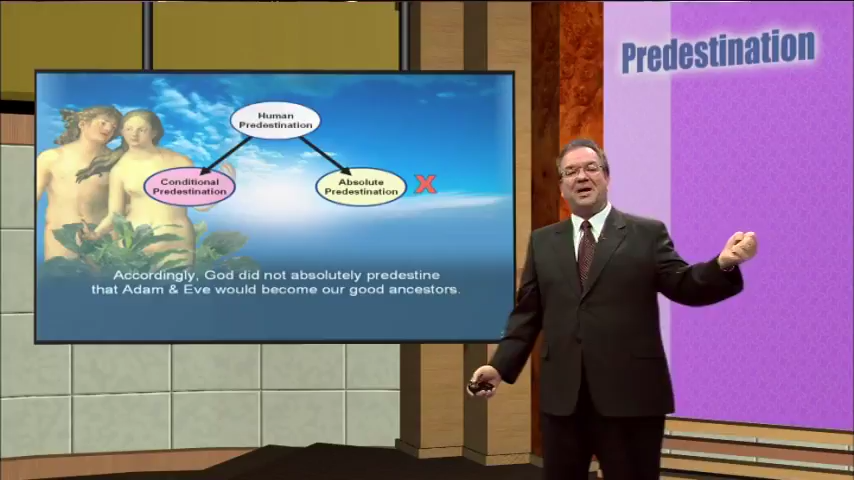 Predestination
Human
Predestination
Conditional
Predestination
Absolute
Predestination
X
Accordingly, God did not absolutely predestine
that Adam & Eve would become our good ancestors.